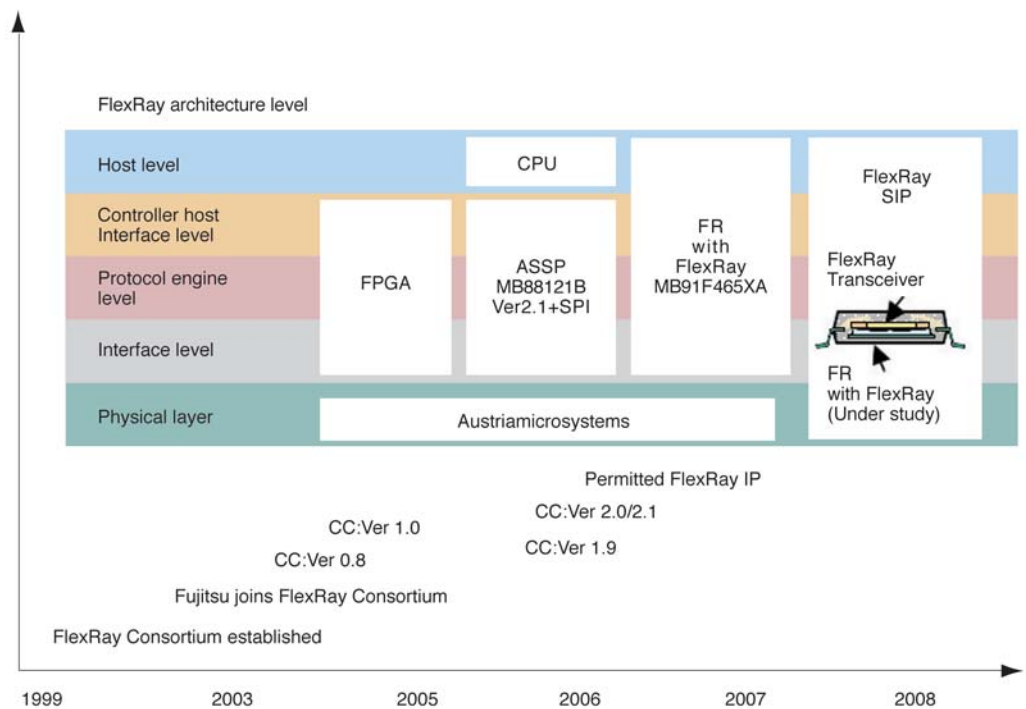 FlexRay architecture level
Host level
CPU
Controller host
Interface level
Protocol engine
level
Interface level
Physical layer
FPGA
ASSP
MB88121B
Ver2.1+SPI
FR
with
FlexRay
MB91F465XA
FlexRay
SIP
FlexRay
Transceiver
FR
with FlexRay
(Under study)
Austriamicrosystems
Permitted FlexRay IP
CC:Ver 2.0/2.1
CC:Ver 1.0
CC:Ver 1.9
CC:Ver 0.8
Fujitsu joins FlexRay Consortium
FlexRay Consortium established
1999 2003 2005 2006 2007 2008